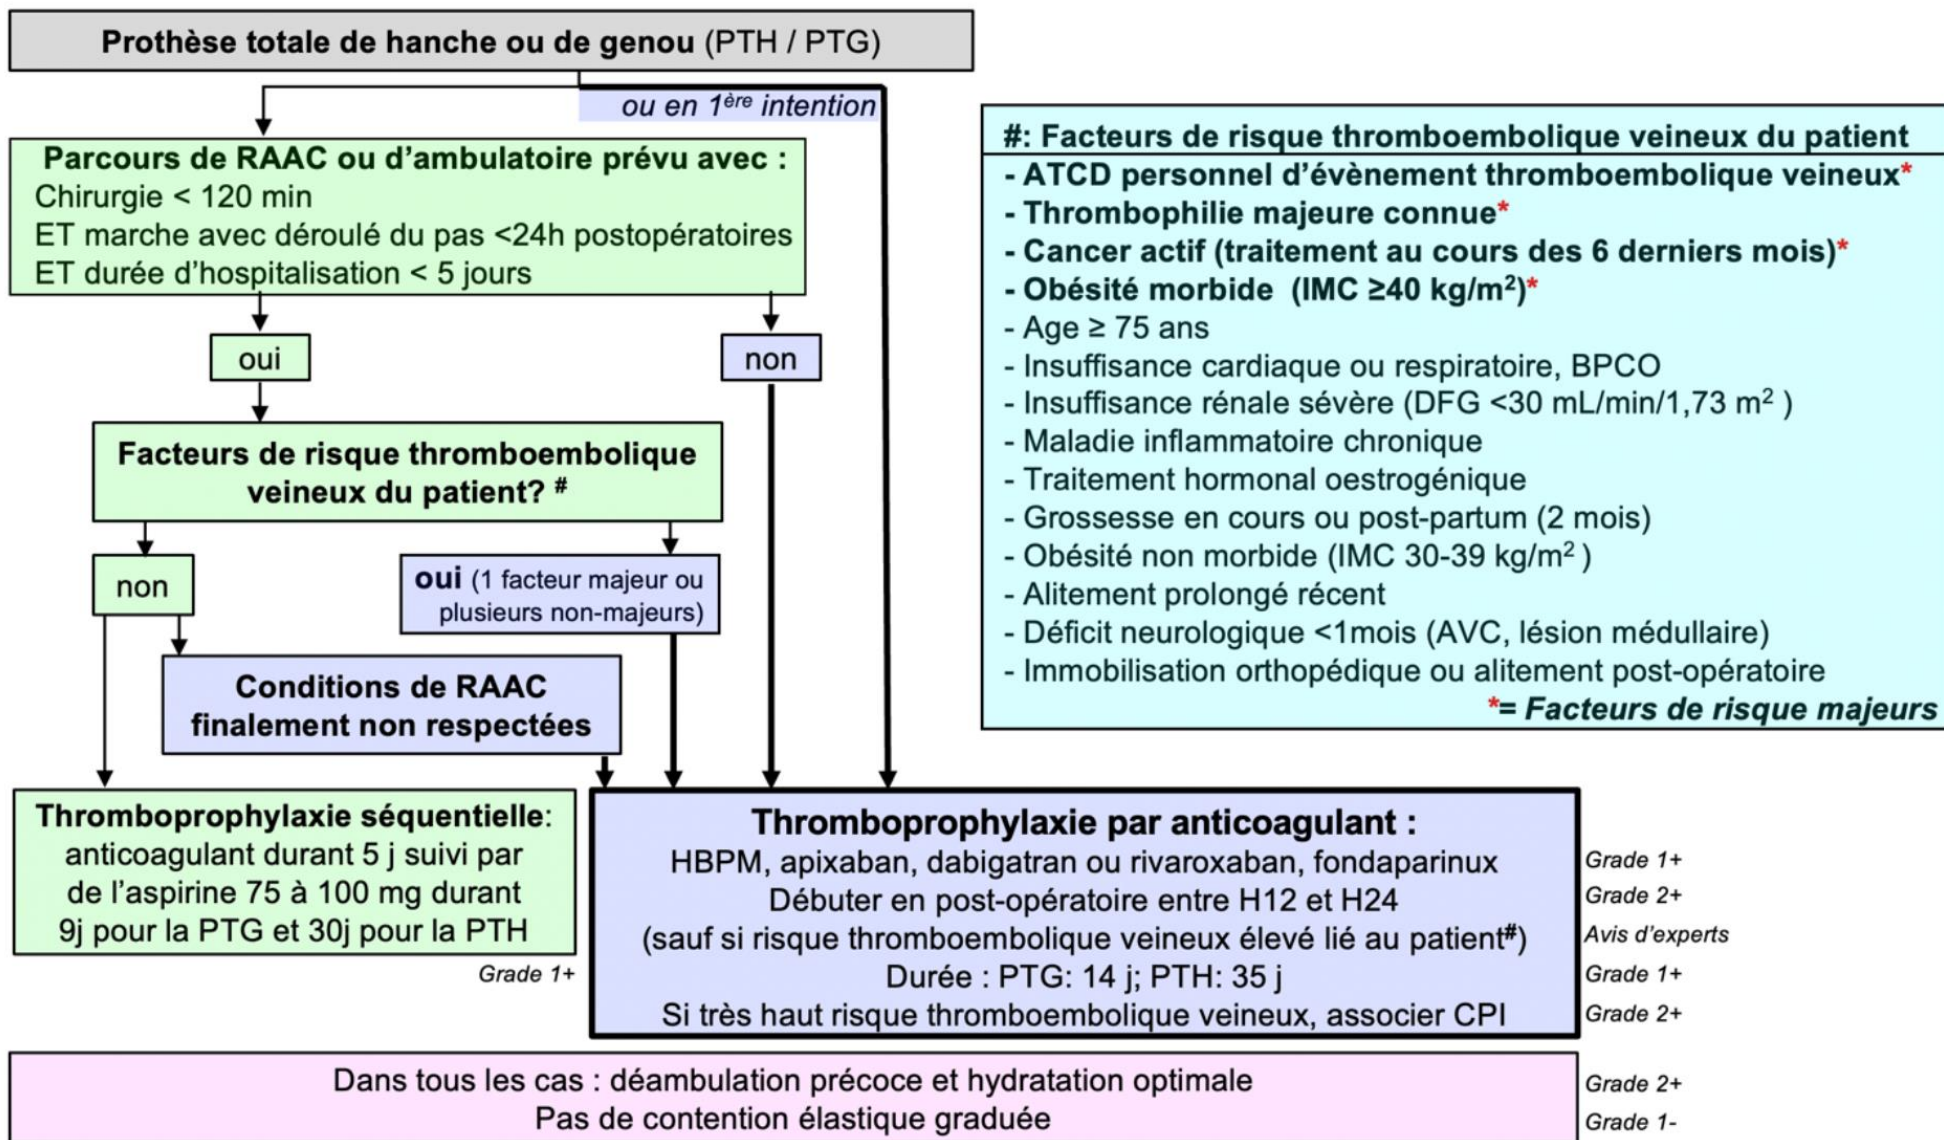 Prothèse totale de hanche ou de genou (PTH / PTG)
ou en 1ère intention
Parcours de RAAC ou d’ambulatoire prévu avec :
Chirurgie < 120 min
ET marche avec déroulé du pas <24h postopératoires
ET durée d’hospitalisation < 5 jours
oui
non
Facteurs de risque thromboembolique
veineux du patient? #
non
oui (1 facteur majeur ou
plusieurs non-majeurs)
Conditions de RAAC
finalement non respectées
#: Facteurs de risque thromboembolique veineux du patient
- ATCD personnel d’évènement thromboembolique veineux*
- Thrombophilie majeure connue*
- Cancer actif (traitement au cours des 6 derniers mois)*
- Obésité morbide (IMC ≥40 kg/m²)*
- Age ≥ 75 ans
- Insuffisance cardiaque ou respiratoire, BPCO
- Insuffisance rénale sévère (DFG <30 mL/min/1,73 m² )
- Maladie inflammatoire chronique
- Traitement hormonal oestrogénique
- Grossesse en cours ou post-partum (2 mois)
- Obésité non morbide (IMC 30-39 kg/m² )
- Alitement prolongé récent
- Déficit neurologique <1mois (AVC, lésion médullaire)
- Immobilisation orthopédique ou alitement post-opératoire
*= Facteurs de risque majeurs
Thromboprophylaxie séquentielle:
anticoagulant durant 5 j suivi par
de l’aspirine 75 à 100 mg durant
9j pour la PTG et 30j pour la PTH
Grade 1+
Thromboprophylaxie par anticoagulant :
HBPM, apixaban, dabigatran ou rivaroxaban, fondaparinux
Grade 1+
Débuter en post-opératoire entre H12 et H24
Grade 2+
(sauf si risque thromboembolique veineux élevé lié au patient#)
Avis d’experts
Durée : PTG: 14 j; PTH: 35 j
Grade 1+
Si très haut risque thromboembolique veineux, associer CPI
Grade 2+
Dans tous les cas : déambulation précoce et hydratation optimale
Grade 2+
Pas de contention élastique graduée
Grade 1-